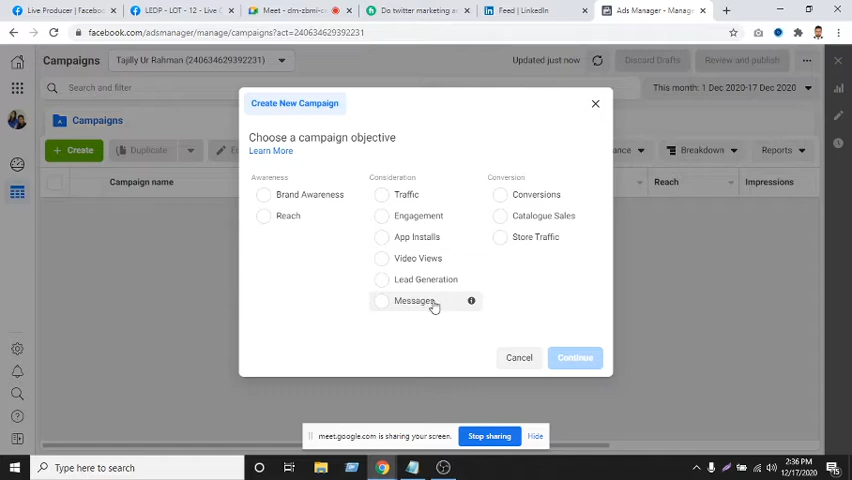 Live Producer | Facebook
LEDP - LOT - 12 - Live C
Meet - dm-zbmi-c
Do twitter marketing an
Feed | LinkedIn
Ads Manager - Manage
facebook.com/adsmanager/manage/campaigns?act=240634629392231
Campaigns
Tajilly Ur Rahman (240634629392231)
Updated just now
Discard Drafts
Review and publish
Search and filter
This month: 1 Dec 2020-17 Dec 2020
Campaigns
+ Create
Duplicate
Breakdown
Reports
Campaign name
Reach
Impressions
Create New Campaign
Choose a campaign objective
Learn More
Awareness
Consideration
Conversion
Brand Awareness
Traffic
Conversions
Reach
Engagement
Catalogue Sales
App Installs
Store Traffic
Video Views
Lead Generation
Messages
Cancel
Continue
meet.google.com is sharing your screen.
Stop sharing
Hide
Type here to search
2:36 PM
12/17/2020